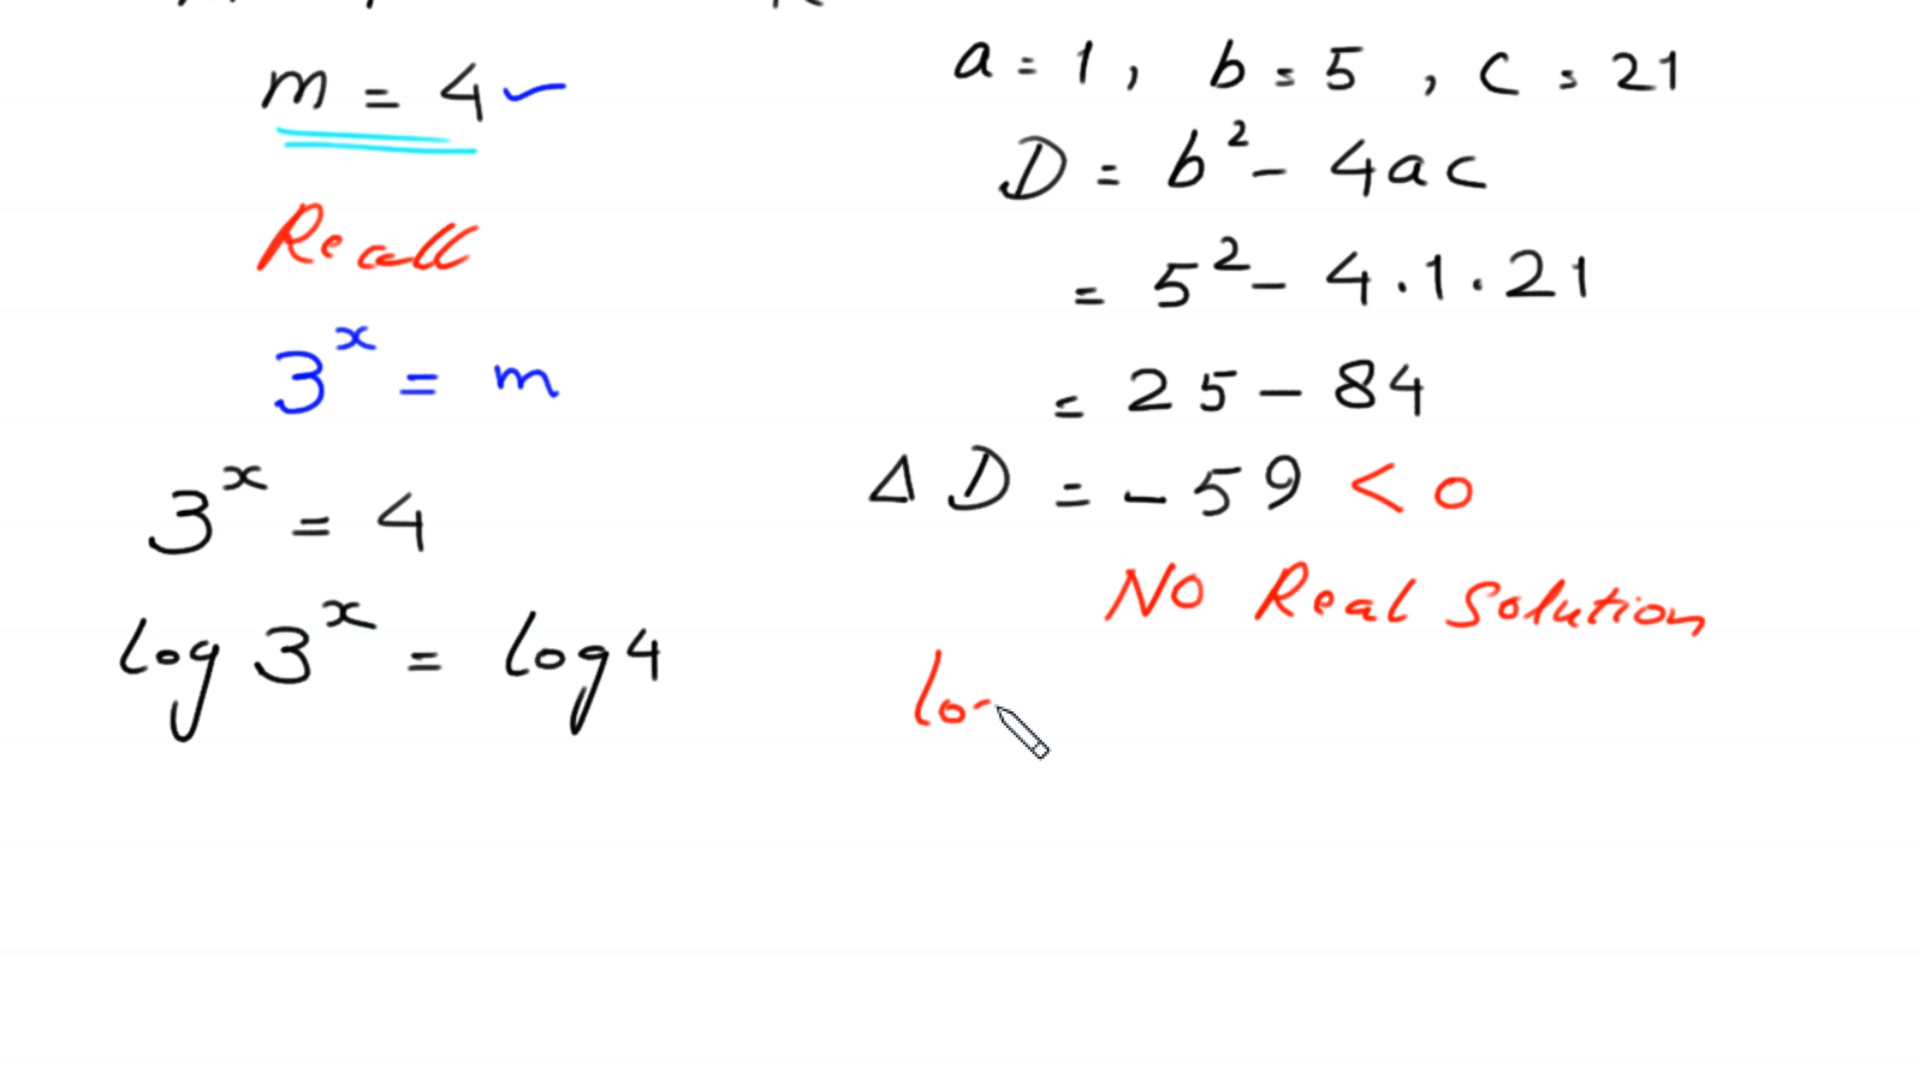 m = 4 ✓
Recall
3^x = m
3^x = 4
log 3^x = log 4
a = 1 , b = 5 , c = 21
D = b² - 4ac
= 5² - 4 . 1 . 21
= 25 - 84
Δ D = - 59 < 0
NO Real Solution